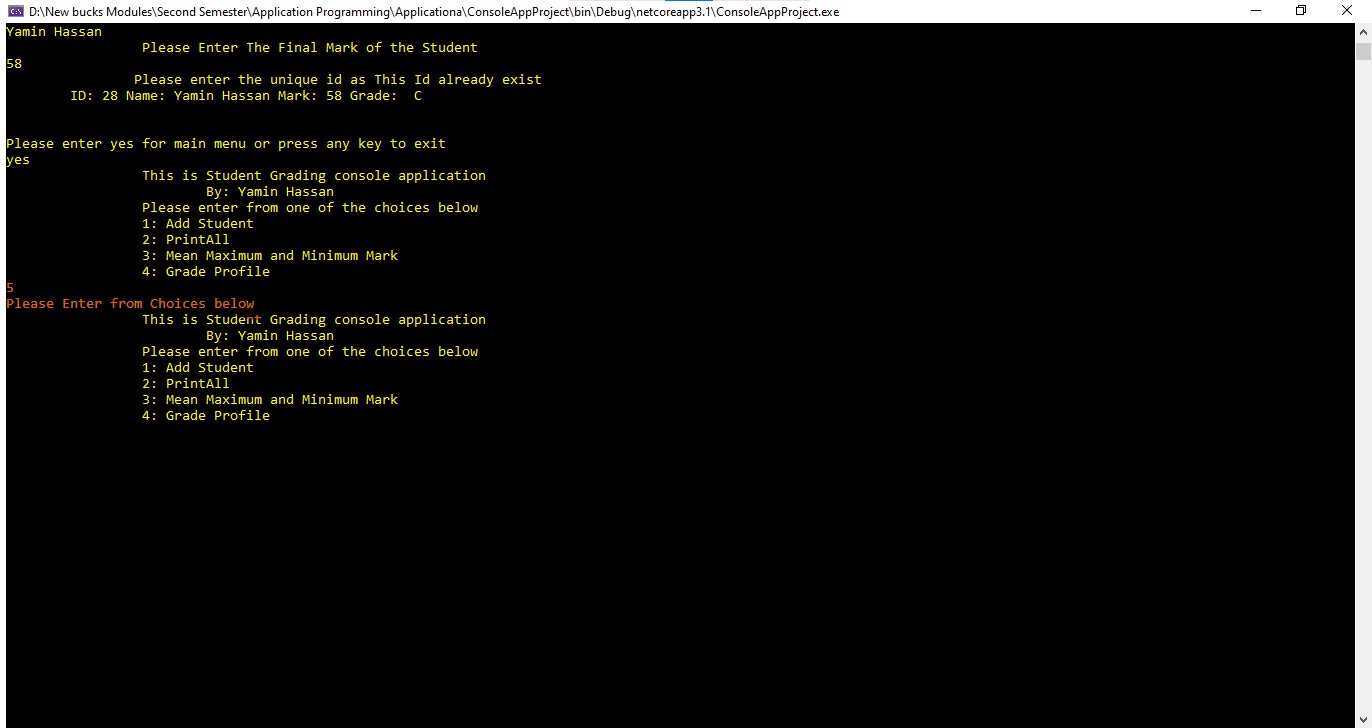 D:\New bucks Modules\Second Semester\Application Programming\Applicationa\ConsoleAppProject\bin\Debug\netcoreapp3.1\ConsoleAppProject.exe
Yamin Hassan
Please Enter The Final Mark of the Student
58
Please enter the unique id as This Id already exist
ID: 28 Name: Yamin Hassan Mark: 58 Grade:  C
Please enter yes for main menu or press any key to exit
yes
This is Student Grading console application
By: Yamin Hassan
Please enter from one of the choices below
1: Add Student
2: PrintAll
3: Mean Maximum and Minimum Mark
4: Grade Profile
5
Please Enter from Choices below
This is Student Grading console application
By: Yamin Hassan
Please enter from one of the choices below
1: Add Student
2: PrintAll
3: Mean Maximum and Minimum Mark
4: Grade Profile